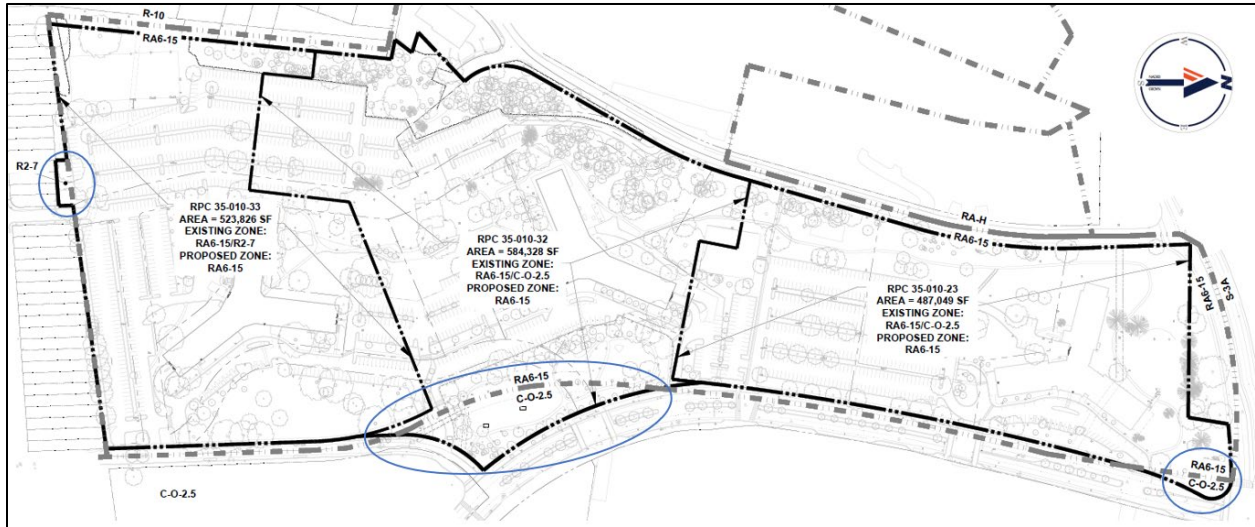 R-10
RA6-15
R2-7
RPC 35-010-33
AREA = 523,826 SF
EXISTING ZONE:
RA6-15/R2-7
PROPOSED ZONE:
RA6-15
RPC 35-010-32
AREA = 584,328 SF
EXISTING ZONE:
RA6-15/C-O-2.5
PROPOSED ZONE:
RA6-15
RA-H
RA6-15
RPC 35-010-23
AREA = 487,049 SF
EXISTING ZONE:
RA6-15/C-O-2.5
PROPOSED ZONE:
RA6-15
RA6-15
S-3A
RA6-15
C-O-2.5
RA6-15
C-O-2.5
C-O-2.5
N